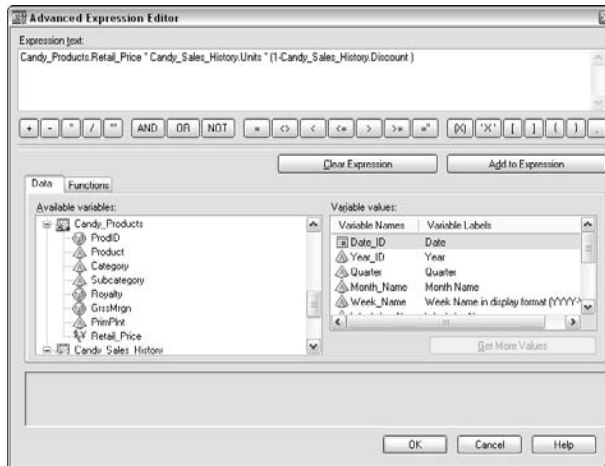 Advanced Expression Editor
Expression text:
Candy_Products.Retail_Price * Candy_Sales_History.Units * (1-Candy_Sales_History.Discount )
+ - * / ** AND OR NOT = <> < <= > >= =* (X) 'X' [ ] ( ) ,
Clear Expression Add to Expression
Data Functions
Available variables:
Candy_Products
ProdID
Product
Category
Subcategory
Royalty
GrssMrgn
PrimPlnt
Retail_Price
Candy_Sales_History
Variable values:
Variable Names Variable Labels
Date_ID Date
Year_ID Year
Quarter Quarter
Month_Name Month Name
Week_Name Week Name in display format (YYYY-
Get More Values
OK Cancel Help